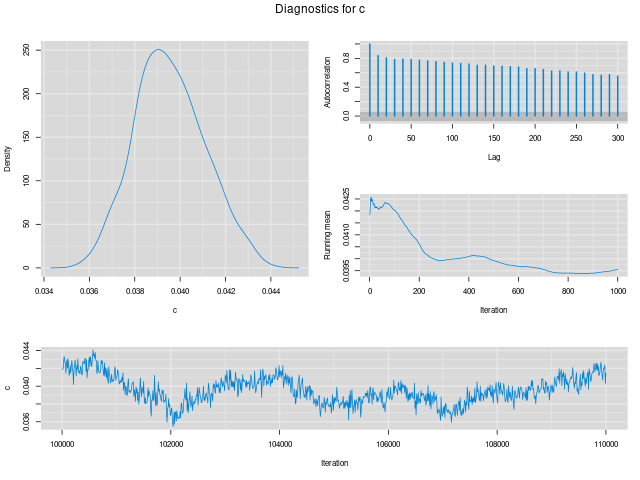 Diagnostics for c
Density
0 50 100 150 200 250
0.034 0.036 0.038 0.040 0.042 0.044
c
Autocorrelation
0.0 0.4 0.8
0 50 100 150 200 250 300
Lag
Running mean
0.0395 0.0410 0.0425
0 200 400 600 800 1000
Iteration
c
0.036 0.040 0.044
100000 102000 104000 106000 108000 110000
Iteration